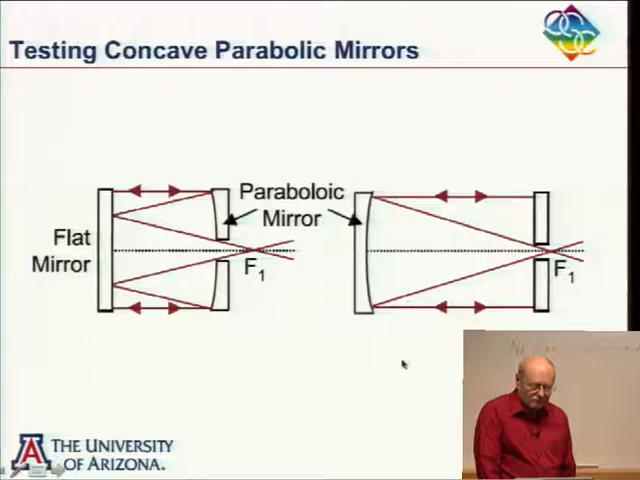 Testing Concave Parabolic Mirrors
Paraboloic
Mirror
Flat
Mirror
F1
F1
THE UNIVERSITY
OF ARIZONA.
A